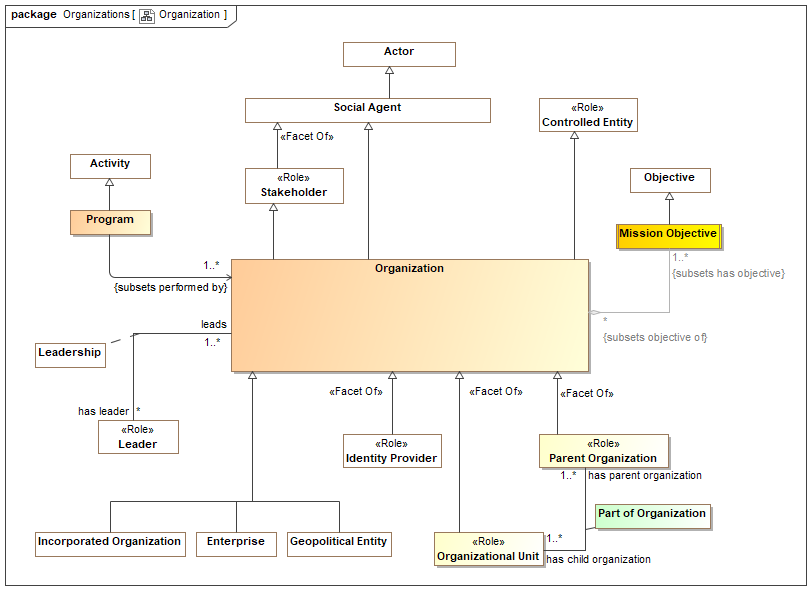 package Organizations [ Organization ]
Actor
Social Agent
«Role»
Controlled Entity
«Facet Of»
Activity
«Role»
Stakeholder
Objective
Program
Mission Objective
1..*
Organization
1..*
{subsets has objective}
{subsets performed by}
leads
*
{subsets objective of}
1..*
Leadership
«Facet Of»
«Facet Of»
«Facet Of»
has leader *
«Role»
Leader
«Role»
Identity Provider
«Role»
Parent Organization
1..* has parent organization
Part of Organization
Incorporated Organization
Enterprise
Geopolitical Entity
«Role»
Organizational Unit
1..*
has child organization